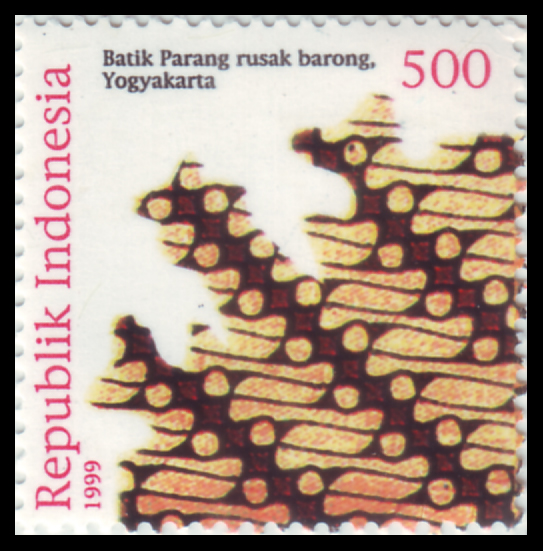 Batik Parang rusak barong,
Yogyakarta
500
Republik Indonesia
1999